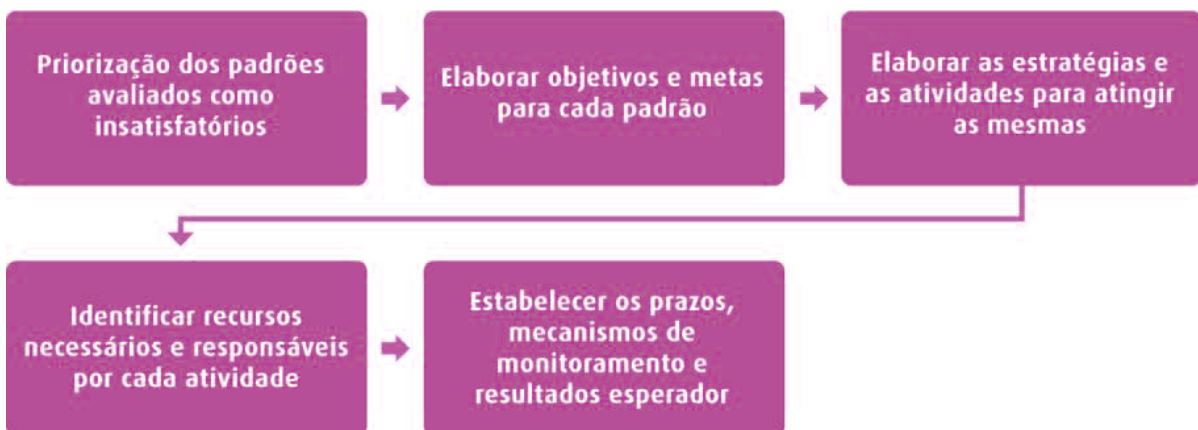 Priorização dos padrões
avaliados como
insatisfatórios
Elaborar objetivos e metas
para cada padrão
Elaborar as estratégias e
as atividades para atingir
as mesmas
Identificar recursos
necessários e responsáveis
por cada atividade
Estabelecer os prazos,
mecanismos de
monitoramento e
resultados esperador